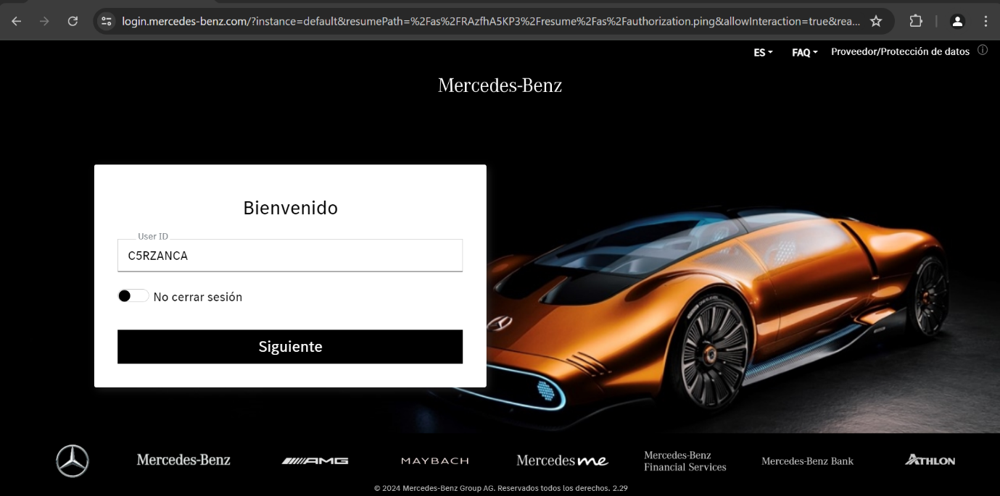 login.mercedes-benz.com/?instance=default&resumePath=%2Fas%2FRAzfhA5KP3%2Fresume%2Fas%2Fauthorization.ping&allowInteraction=true&rea...
ES FAQ Proveedor/Protección de datos
Mercedes-Benz
Bienvenido
User ID
C5RZANCA
No cerrar sesión
Siguiente
Mercedes-Benz AMG MAYBACH Mercedes me Mercedes-Benz Financial Services Mercedes-Benz Bank ATHLON
© 2024 Mercedes-Benz Group AG. Reservados todos los derechos. 2.29